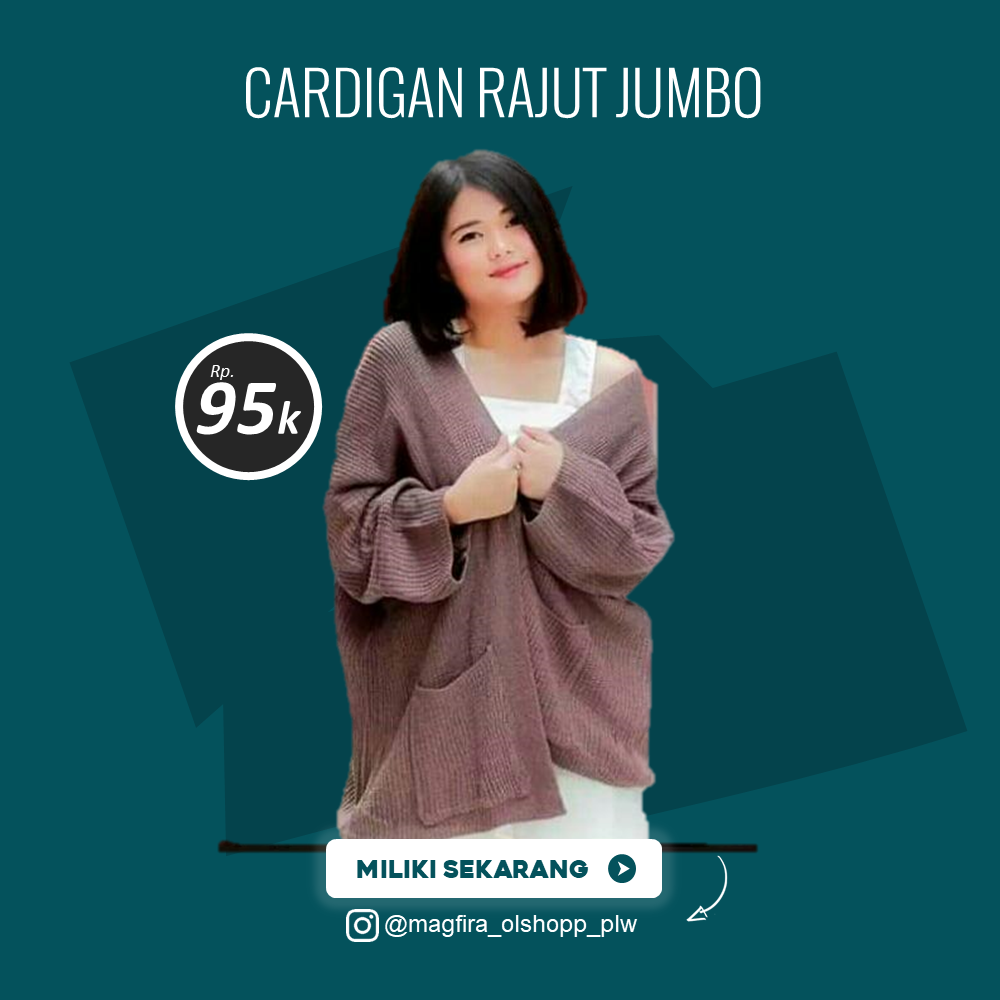 CARDIGAN RAJUT JUMBO
Rp.
95k
MILIKI SEKARANG
@magfira_olshopp_plw